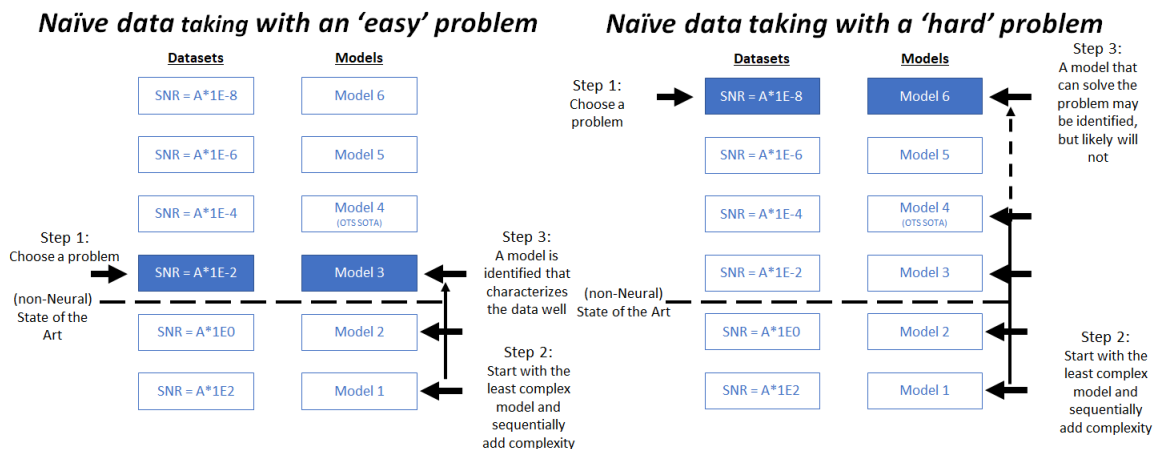 Naïve data taking with an ‘easy’ problem
Datasets
Models
SNR = A*1E-8
Model 6
SNR = A*1E-6
Model 5
SNR = A*1E-4
Model 4
(OTS SOTA)
Step 1:
Choose a problem
SNR = A*1E-2
Model 3
Step 3:
A model is
identified that
characterizes
the data well
(non-Neural)
State of the
Art
SNR = A*1E0
Model 2
SNR = A*1E2
Model 1
Step 2:
Start with the
least complex
model and
sequentially
add complexity
Naïve data taking with a ‘hard’ problem
Datasets
Models
Step 1:
Choose a
problem
SNR = A*1E-8
Model 6
Step 3:
A model that
can solve the
problem may
be identified,
but likely will
not
SNR = A*1E-6
Model 5
SNR = A*1E-4
Model 4
(OTS SOTA)
SNR = A*1E-2
Model 3
(non-Neural)
State of the Art
SNR = A*1E0
Model 2
SNR = A*1E2
Model 1
Step 2:
Start with the
least complex
model and
sequentially
add complexity